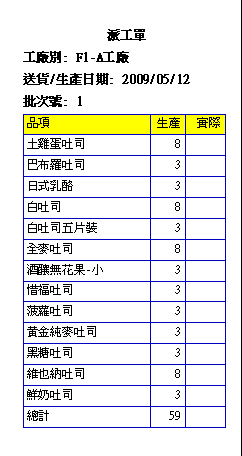 派工單
工廠別: F1-A工廠
送貨/生產日期: 2009/05/12
批次號: 1
品項 生產 實際
土雞蛋吐司 8
巴布羅吐司 3
日式乳酪 3
白吐司 8
白吐司五片裝 3
全麥吐司 8
酒釀無花果-小 3
惜福吐司 3
菠蘿吐司 3
黃金純麥吐司 3
黑糖吐司 3
維也納吐司 8
鮮奶吐司 3
總計 59